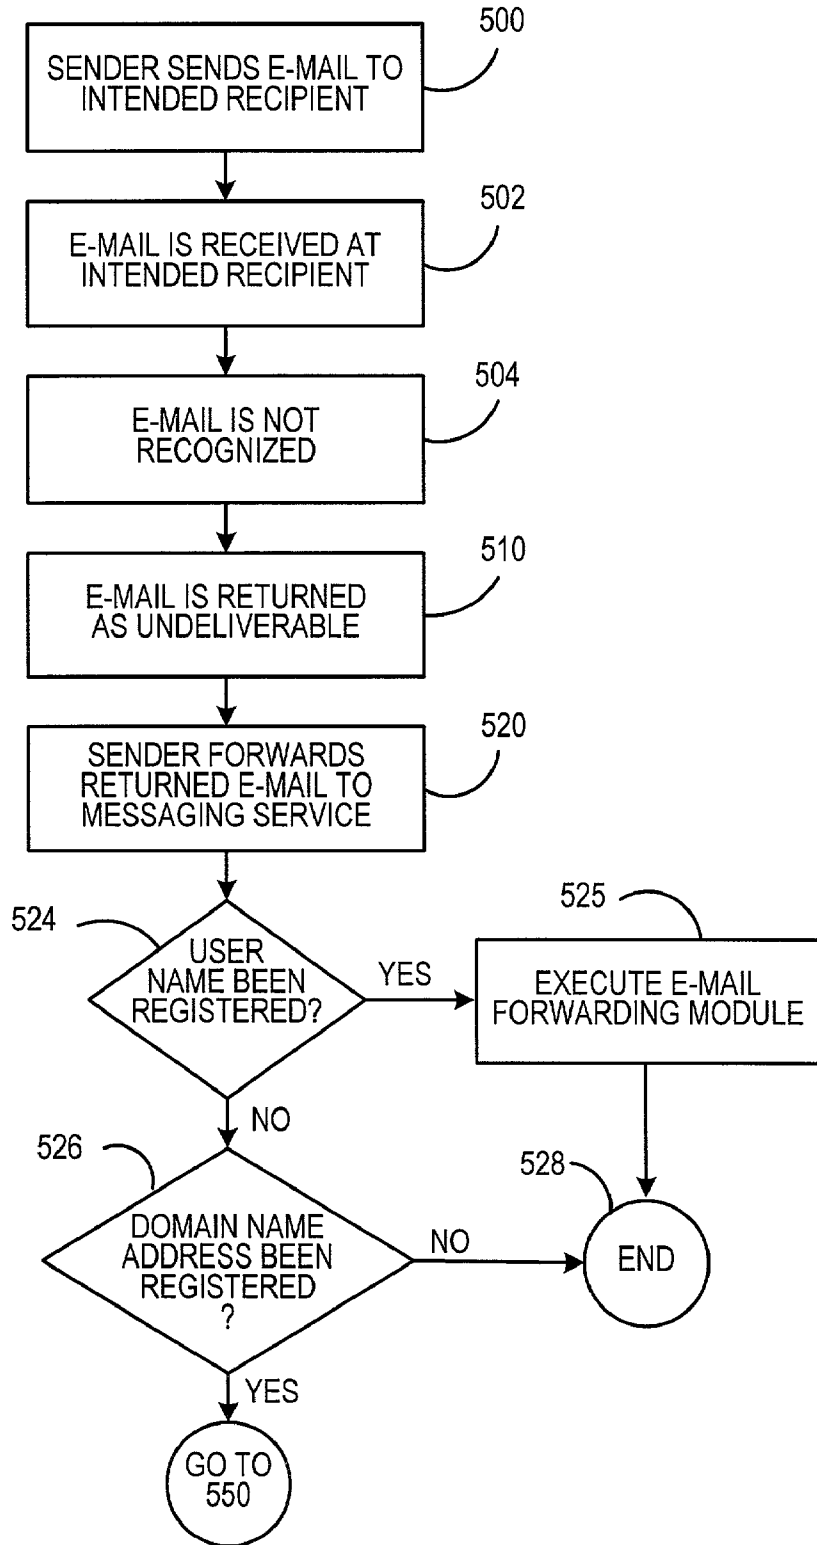 500
SENDER SENDS E-MAIL TO
INTENDED RECIPIENT
502
E-MAIL IS RECEIVED AT
INTENDED RECIPIENT
504
E-MAIL IS NOT
RECOGNIZED
510
E-MAIL IS RETURNED
AS UNDELIVERABLE
520
SENDER FORWARDS
RETURNED E-MAIL TO
MESSAGING SERVICE
524
USER
NAME BEEN
REGISTERED?
YES
525
EXECUTE E-MAIL
FORWARDING MODULE
NO
526
DOMAIN NAME
ADDRESS BEEN
REGISTERED
?
NO
528
END
YES
GO TO
550